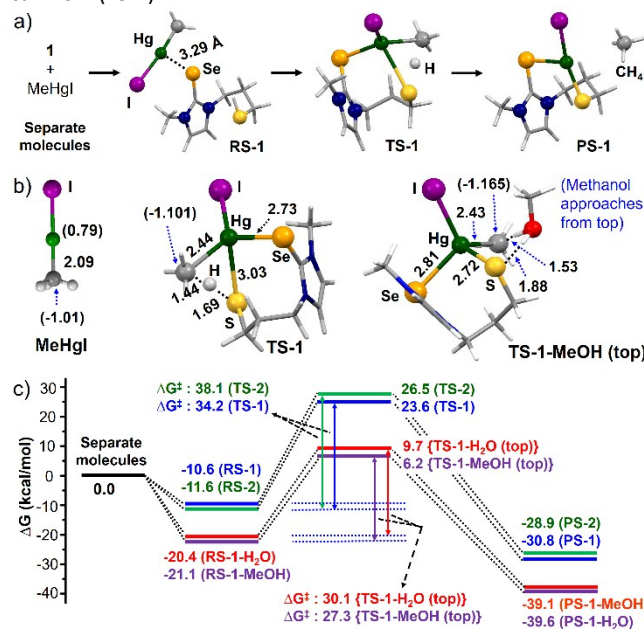 a)
1
+
MeHgI
Separate
molecules
Hg
3.29 Å
Se
I
S
N
N
RS-1
I
H
TS-1
CH4
PS-1
b)
I
(0.79)
2.09
(-1.01)
MeHgI
(-1.101)
I
Hg
2.73
2.44
H
Se
3.03
1.44
1.69
S
TS-1
I
(-1.165)
2.43
(Methanol
approaches
from top)
Hg
2.81
2.72
S
Se
1.53
1.88
TS-1-MeOH (top)
c)
ΔG (kcal/mol)
30
20
10
0
-10
-20
-30
-40
ΔG‡ : 38.1 (TS-2)
ΔG‡ : 34.2 (TS-1)
26.5 (TS-2)
23.6 (TS-1)
Separate
molecules
0.0
9.7 {TS-1-H2O (top)}
6.2 {TS-1-MeOH (top)}
-10.6 (RS-1)
-11.6 (RS-2)
-20.4 (RS-1-H2O)
-21.1 (RS-1-MeOH)
-28.9 (PS-2)
-30.8 (PS-1)
ΔG‡ : 30.1 {TS-1-H2O (top)}
ΔG‡ : 27.3 {TS-1-MeOH (top)}
-39.1 (PS-1-MeOH
-39.6 (PS-1-H2O)